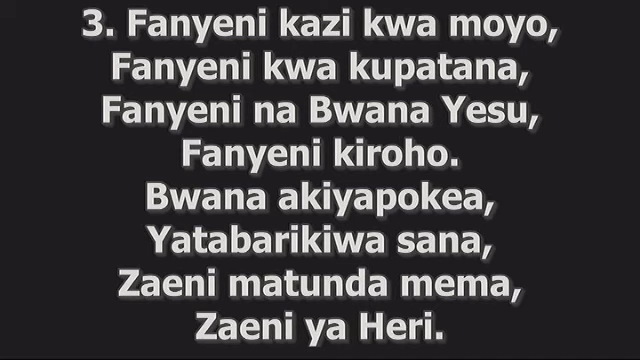 3. Fanyeni kazi kwa moyo,
Fanyeni kwa kupatana,
Fanyeni na Bwana Yesu,
Fanyeni kiroho.
Bwana akiyapokea,
Yatabarikiwa sana,
Zaeni matunda mema,
Zaeni ya Heri.